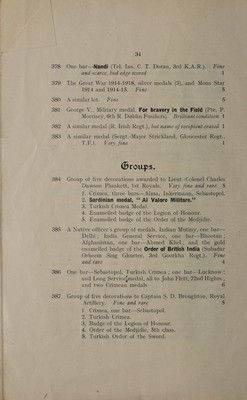 34
378 One bar—Nandi (Tel. Ins. C. T. Doran, 3rd K.A.R.). Fine
and scarce, bad edge scored 1
379 The Great War 1914-1918, silver medals (3), and Mons Star
1914 and 1914-15. Fine 5
380 A similar lot. Fine 5
381 George V., Military medal, For bravery in the Field (Pte. P.
Morrissey, 8th R. Dublin Fusiliers). Brilliant condition 1
382 A similar medal (R. Irish Regt.), but name of recipient erased 1
383 A similar medal (Sergt.-Major Strickland, Gloucester Regt.,
T.F.). Very fine 1
Groups.
384 Group of five decorations awarded to Lieut.-Colonel Charles
Dawson Plunkett, 1st Royals. Very fine and rare 5
1. Crimea, three bars—Alma, Inkermann, Sebastopol.
2. Sardinian medal, "Al Valore Militare."
3. Turkish Crimea Medal.
4. Enamelled badge of the Legion of Honour.
5. Enamelled badge of the Order of the Medjidie.
385 A Native officer's group of medals, Indian Mutiny, one bar—
Delhi; India General Service, one bar—Bhootan;
Afghanistan, one bar—Ahmed Khel; and the gold
enamelled badge of the Order of British India (Subadar
Orleem Sing Ghurtee, 3rd Goorkha Regt.). Fine
and rare 4
386 One bar—Sebastopol, Turkish Crimea; one bar—Lucknow;
and Long Service medal, all to John Flett, 72nd Highrs.,
and two Crimean medals 6
387 Group of five decorations to Captain S. D. Broughton, Royal
Artillery. Fine and rare 5
1. Crimea, one bar—Sebastopol.
2. Turkish Crimea.
3. Badge of the Legion of Honour.
4. Order of the Medjidie, 5th class.
5. Turkish Order of the Sword.